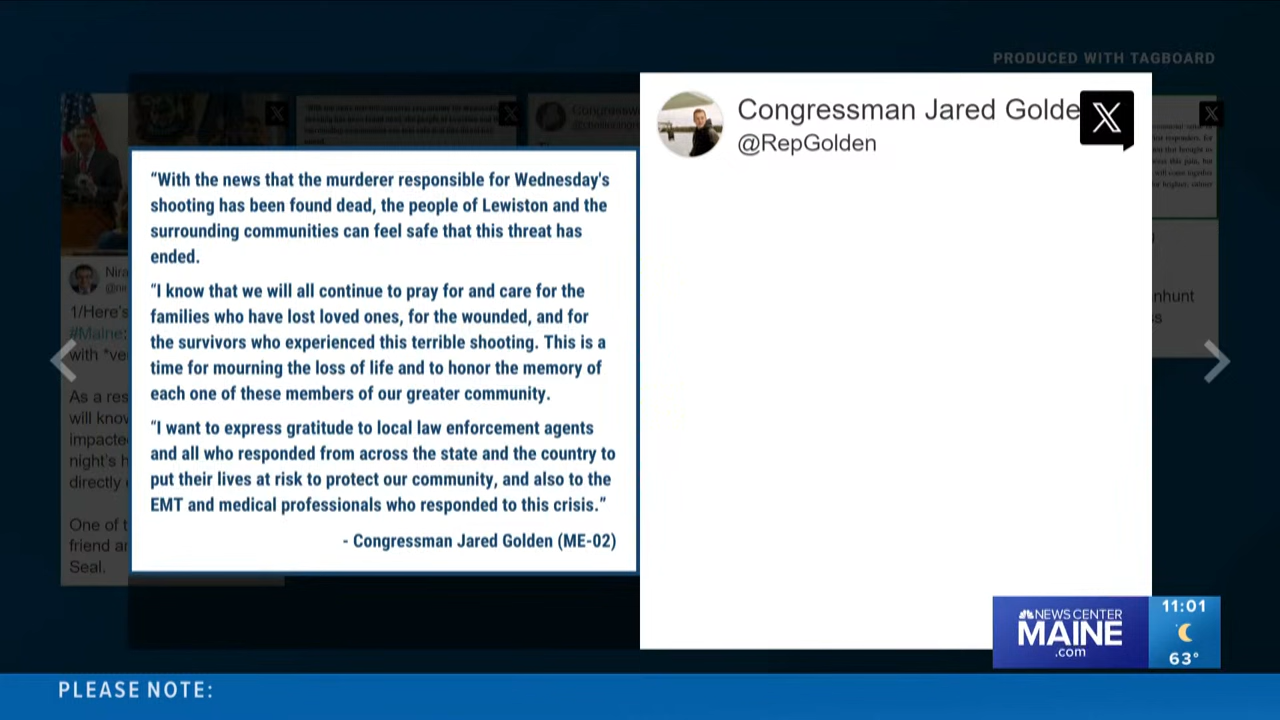 PRODUCED WITH TAGBOARD
Congressman Jared Golde
@RepGolden
“With the news that the murderer responsible for Wednesday's
shooting has been found dead, the people of Lewiston and the
surrounding communities can feel safe that this threat has
ended.
“I know that we will all continue to pray for and care for the
families who have lost loved ones, for the wounded, and for
the survivors who experienced this terrible shooting. This is a
time for mourning the loss of life and to honor the memory of
each one of these members of our greater community.
“I want to express gratitude to local law enforcement agents
and all who responded from across the state and the country to
put their lives at risk to protect our community, and also to the
EMT and medical professionals who responded to this crisis.”
- Congressman Jared Golden (ME-02)
Nira
1/Here's
#Maine
with *ve
As a res
will know
impacte
night's h
directly
One of t
friend ar
Seal.
nhunt
s
NEWS CENTER
MAINE
.com
11:01
63°
PLEASE NOTE: